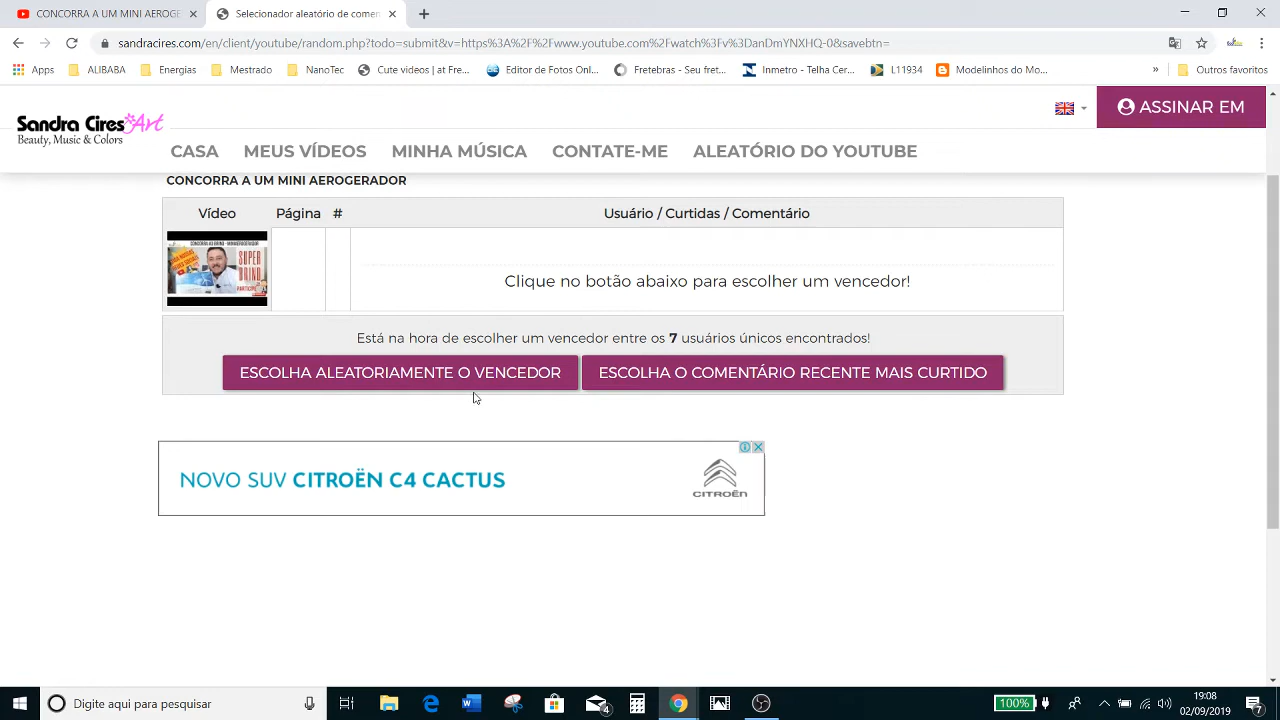 CONCORRA A UM MINI AEROGE
Selecionador aleatório de comen
sandracires.com/youtube/random.php?todo=submit&v=https%3A%2F%2Fwww.youtube.com%2Fwatch%3Fv%3DanDmYNXHQ-08&savebtn=
Apps ALIBABA Energias Mestrado NanoTec Cute videos | at Fre... Editor de Fotos Onl... Fretebras - Seu fret... Inmetro - Telha Cer... L11934 Modelinhos do Mo... » Outros favoritos
Sandra Cires Art
Beauty, Music & Colors
ASSINAR EM
CASA MEUS VÍDEOS MINHA MÚSICA CONTATE-ME ALEATÓRIO DO YOUTUBE
CONCORRA A UM MINI AEROGERADOR
Vídeo Página # Usuário / Curtidas / Comentário
SUPER
Clique no botão abaixo para escolher um vencedor!
Está na hora de escolher um vencedor entre os 7 usuários únicos encontrados!
ESCOLHA ALEATORIAMENTE O VENCEDOR ESCOLHA O COMENTÁRIO RECENTE MAIS CURTIDO
NOVO SUV CITROËN C4 CACTUS
CITROËN
Digite aqui para pesquisar
100%
19:08
02/09/2019